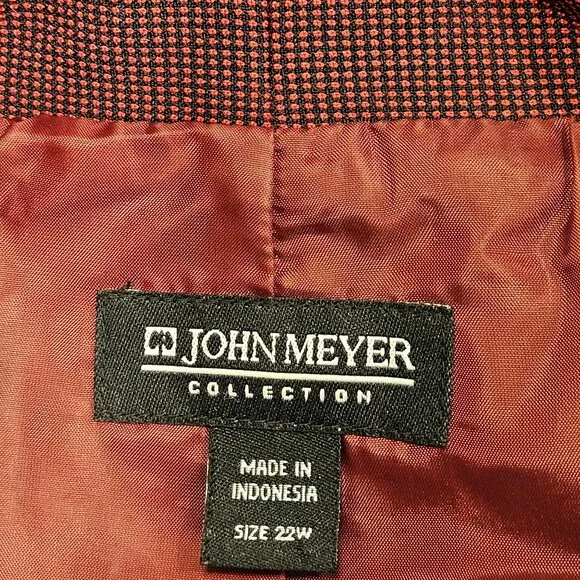 JOHN MEYER
COLLECTION
MADE IN
INDONESIA
SIZE 22W